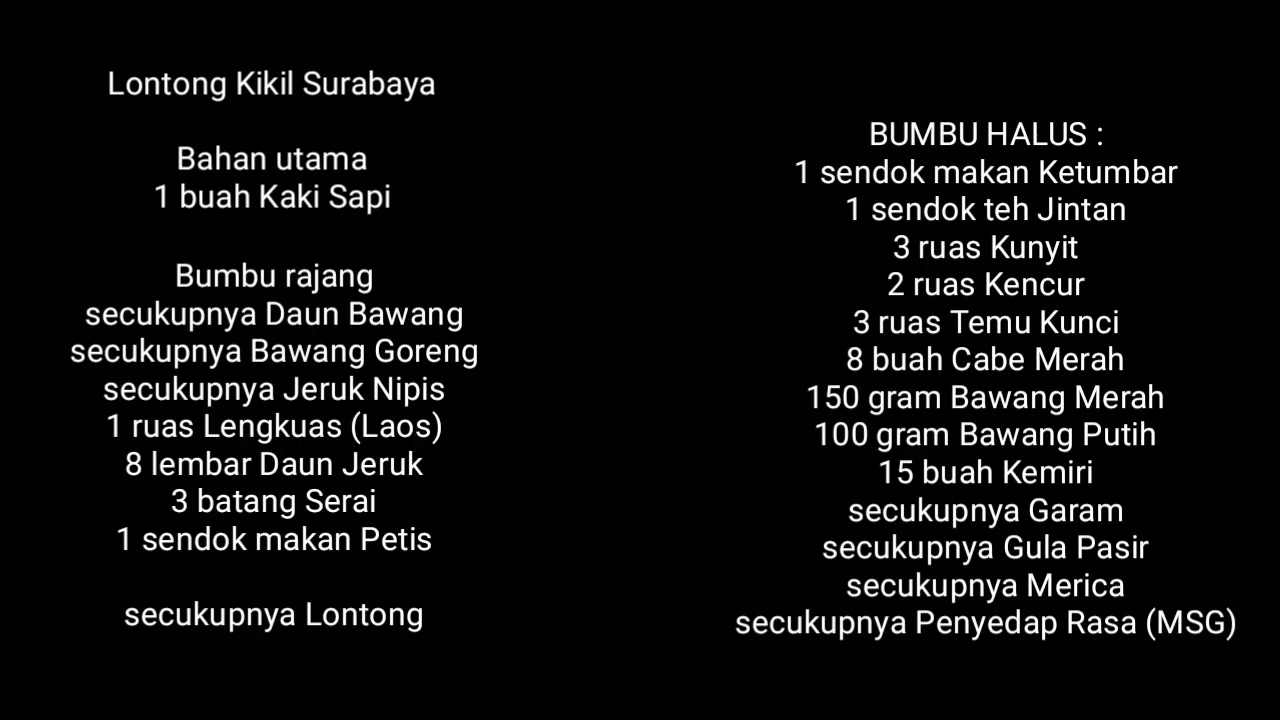 Lontong Kikil Surabaya
Bahan utama
1 buah Kaki Sapi
Bumbu rajang
secukupnya Daun Bawang
secukupnya Bawang Goreng
secukupnya Jeruk Nipis
1 ruas Lengkuas (Laos)
8 lembar Daun Jeruk
3 batang Serai
1 sendok makan Petis
secukupnya Lontong
BUMBU HALUS :
1 sendok makan Ketumbar
1 sendok teh Jintan
3 ruas Kunyit
2 ruas Kencur
3 ruas Temu Kunci
8 buah Cabe Merah
150 gram Bawang Merah
100 gram Bawang Putih
15 buah Kemiri
secukupnya Garam
secukupnya Gula Pasir
secukupnya Merica
secukupnya Penyedap Rasa (MSG)